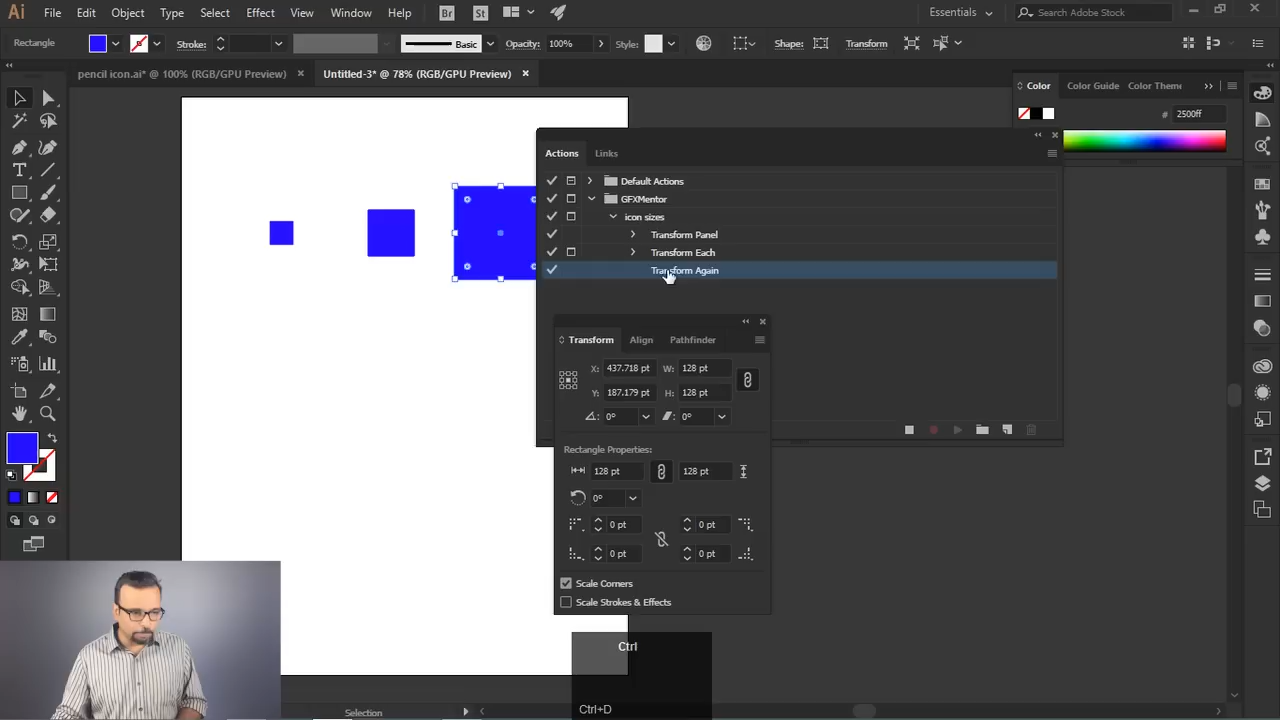 Ai File Edit Object Type Select Effect View Window Help Br St Essentials Search Adobe Stock
Rectangle Stroke: Basic Opacity: 100% Style: Shape: Transform
pencil icon.ai* @ 100% (RGB/GPU Preview) × Untitled-3* @ 78% (RGB/GPU Preview) ×
Color Color Guide Color Theme
# 2500ff
Actions Links
Default Actions
GFXMentor
icon sizes
Transform Panel
Transform Each
Transform Again
Transform Align Pathfinder
X: 437.718 pt W: 128 pt
Y: 187.179 pt H: 128 pt
0° 0°
Rectangle Properties:
128 pt 128 pt
0°
0 pt 0 pt
0 pt 0 pt
Scale Corners
Scale Strokes & Effects
Ctrl
Ctrl+D
Selection